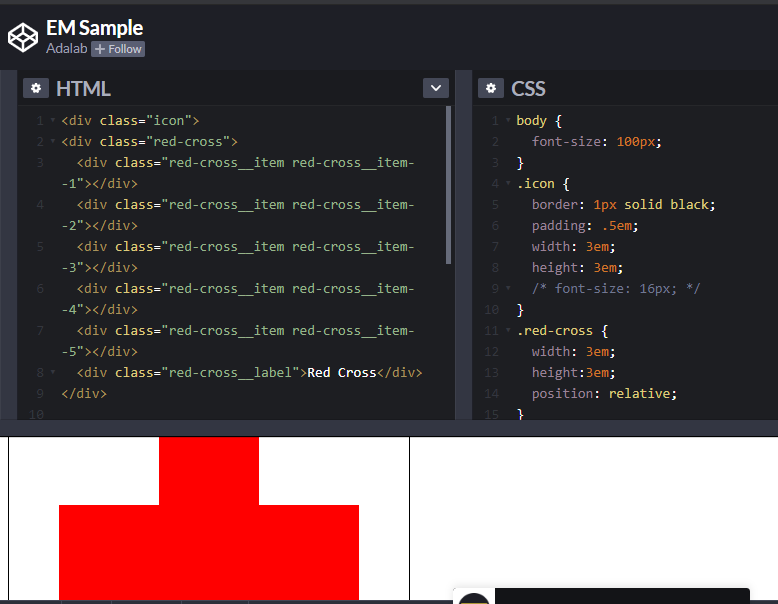 EM Sample
Adalab + Follow
HTML
1 <div class="icon">
2 <div class="red-cross">
3 <div class="red-cross__item red-cross__item-
-1"></div>
4 <div class="red-cross__item red-cross__item-
-2"></div>
5 <div class="red-cross__item red-cross__item-
-3"></div>
6 <div class="red-cross__item red-cross__item-
-4"></div>
7 <div class="red-cross__item red-cross__item-
-5"></div>
8 <div class="red-cross__label">Red Cross</div>
9 </div>
10
CSS
1 body {
2 font-size: 100px;
3 }
4 .icon {
5 border: 1px solid black;
6 padding: .5em;
7 width: 3em;
8 height: 3em;
9 /* font-size: 16px; */
10 }
11 .red-cross {
12 width: 3em;
13 height:3em;
14 position: relative;
15 }